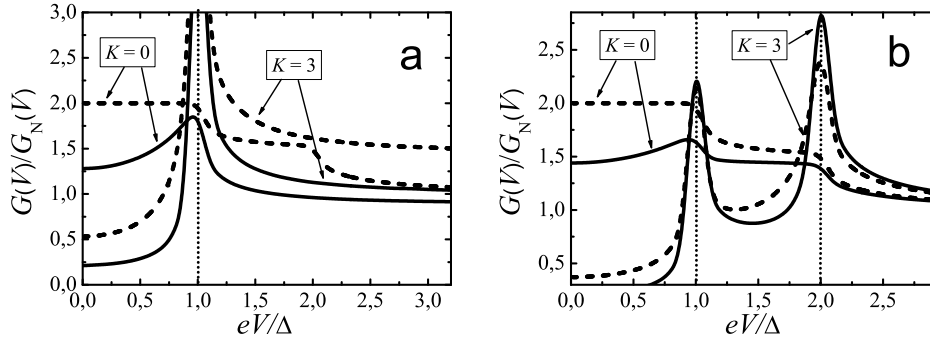 a
K = 0
K = 3
G(V)/G_N(V)
3,0
2,5
2,0
1,5
1,0
0,5
0,0
0,0 0,5 1,0 1,5 2,0 2,5 3,0
eV/Δ
b
K = 0
K = 3
G(V)/G_N(V)
2,5
2,0
1,5
1,0
0,5
0,0 0,5 1,0 1,5 2,0 2,5
eV/Δ